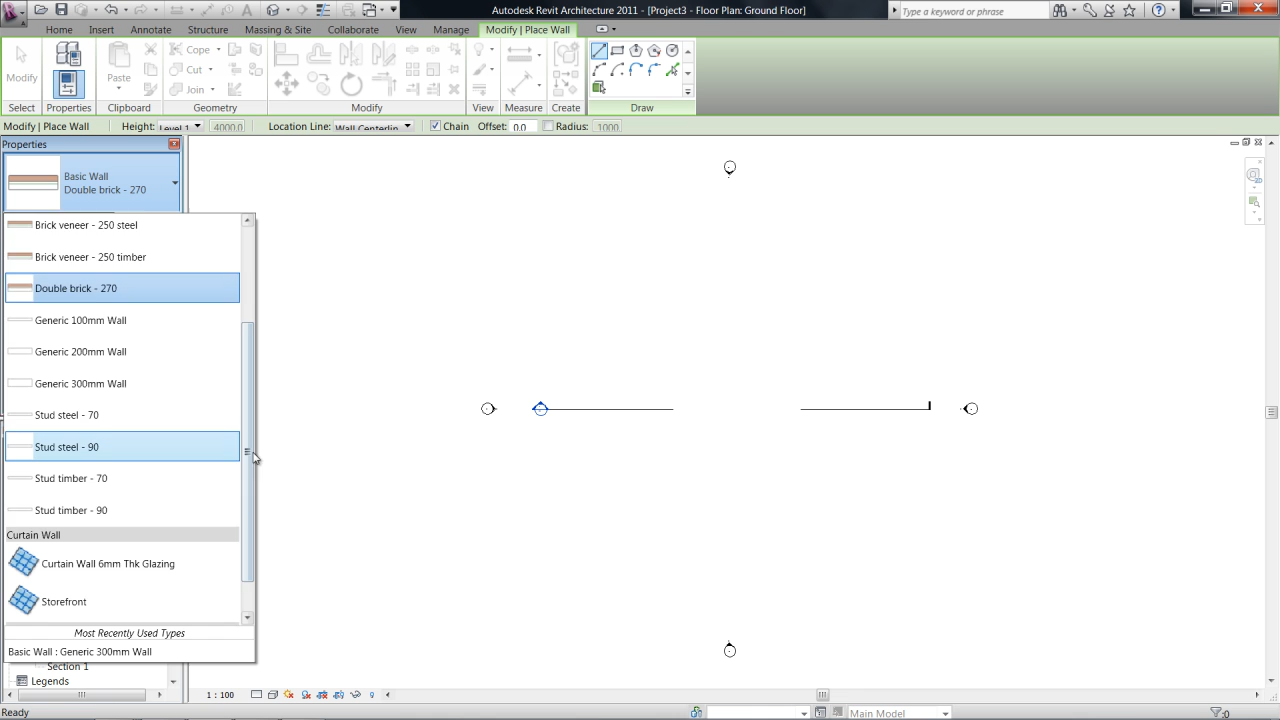 Autodesk Revit Architecture 2011 - [Project3 - Floor Plan: Ground Floor]
Type a keyword or phrase
Home Insert Annotate Structure Massing & Site Collaborate View Manage Modify | Place Wall
Modify
Paste
Cope
Cut
Join
Select Properties Clipboard Geometry Modify View Measure Create Draw
Modify | Place Wall Height: Level 1 4000.0 Location Line: Wall Centerlin Chain Offset: 0.0 Radius: 1000
Properties
Basic Wall
Double brick - 270
Brick veneer - 250 steel
Brick veneer - 250 timber
Double brick - 270
Generic 100mm Wall
Generic 200mm Wall
Generic 300mm Wall
Stud steel - 70
Stud steel - 90
Stud timber - 70
Stud timber - 90
Curtain Wall
Curtain Wall 6mm Thk Glazing
Storefront
Most Recently Used Types
Basic Wall : Generic 300mm Wall
Section 1
Legends
1 : 100
Ready
Main Model
:0